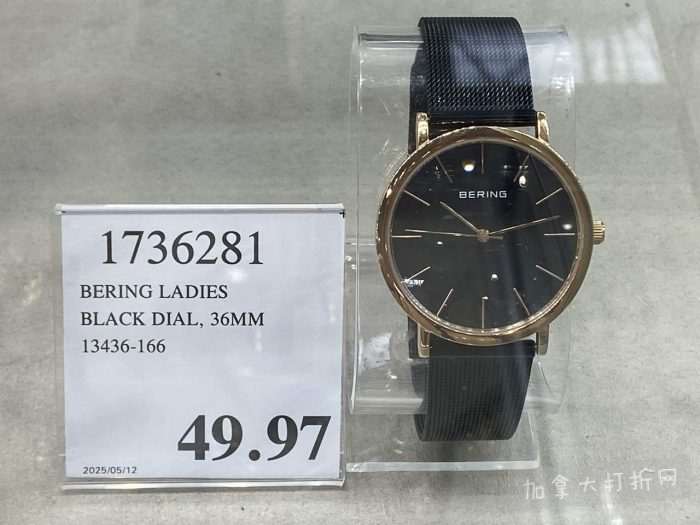 BERING
1736281
BERING LADIES
BLACK DIAL, 36MM
13436-166
49.97
2025/05/12
加拿大打折网